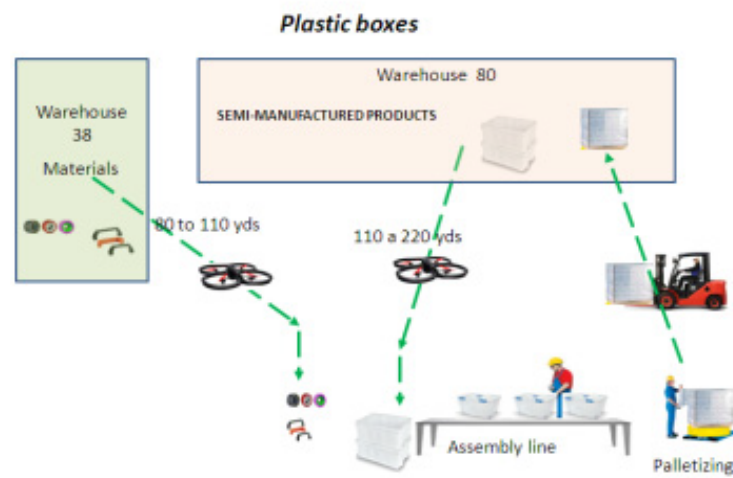 Plastic boxes
Warehouse 80
Warehouse
38
SEMI-MANUFACTURED PRODUCTS
Materials
80 to 110 yds
110 a 220 yds
Assembly line
Palletizing